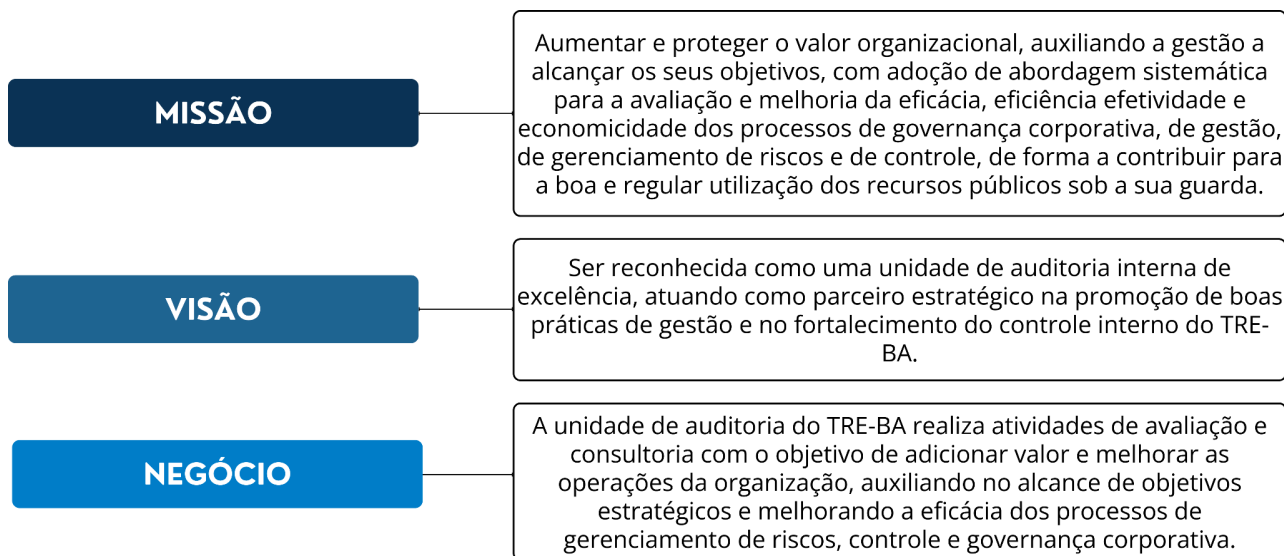 MISSÃO
Aumentar e proteger o valor organizacional, auxiliando a gestão a
alcançar os seus objetivos, com adoção de abordagem sistemática
para a avaliação e melhoria da eficácia, eficiência efetividade e
economicidade dos processos de governança corporativa, de gestão,
de gerenciamento de riscos e de controle, de forma a contribuir para
a boa e regular utilização dos recursos públicos sob a sua guarda.
VISÃO
Ser reconhecida como uma unidade de auditoria interna de
excelência, atuando como parceiro estratégico na promoção de boas
práticas de gestão e no fortalecimento do controle interno do TRE-
BA.
NEGÓCIO
A unidade de auditoria do TRE-BA realiza atividades de avaliação e
consultoria com o objetivo de adicionar valor e melhorar as
operações da organização, auxiliando no alcance de objetivos
estratégicos e melhorando a eficácia dos processos de
gerenciamento de riscos, controle e governança corporativa.